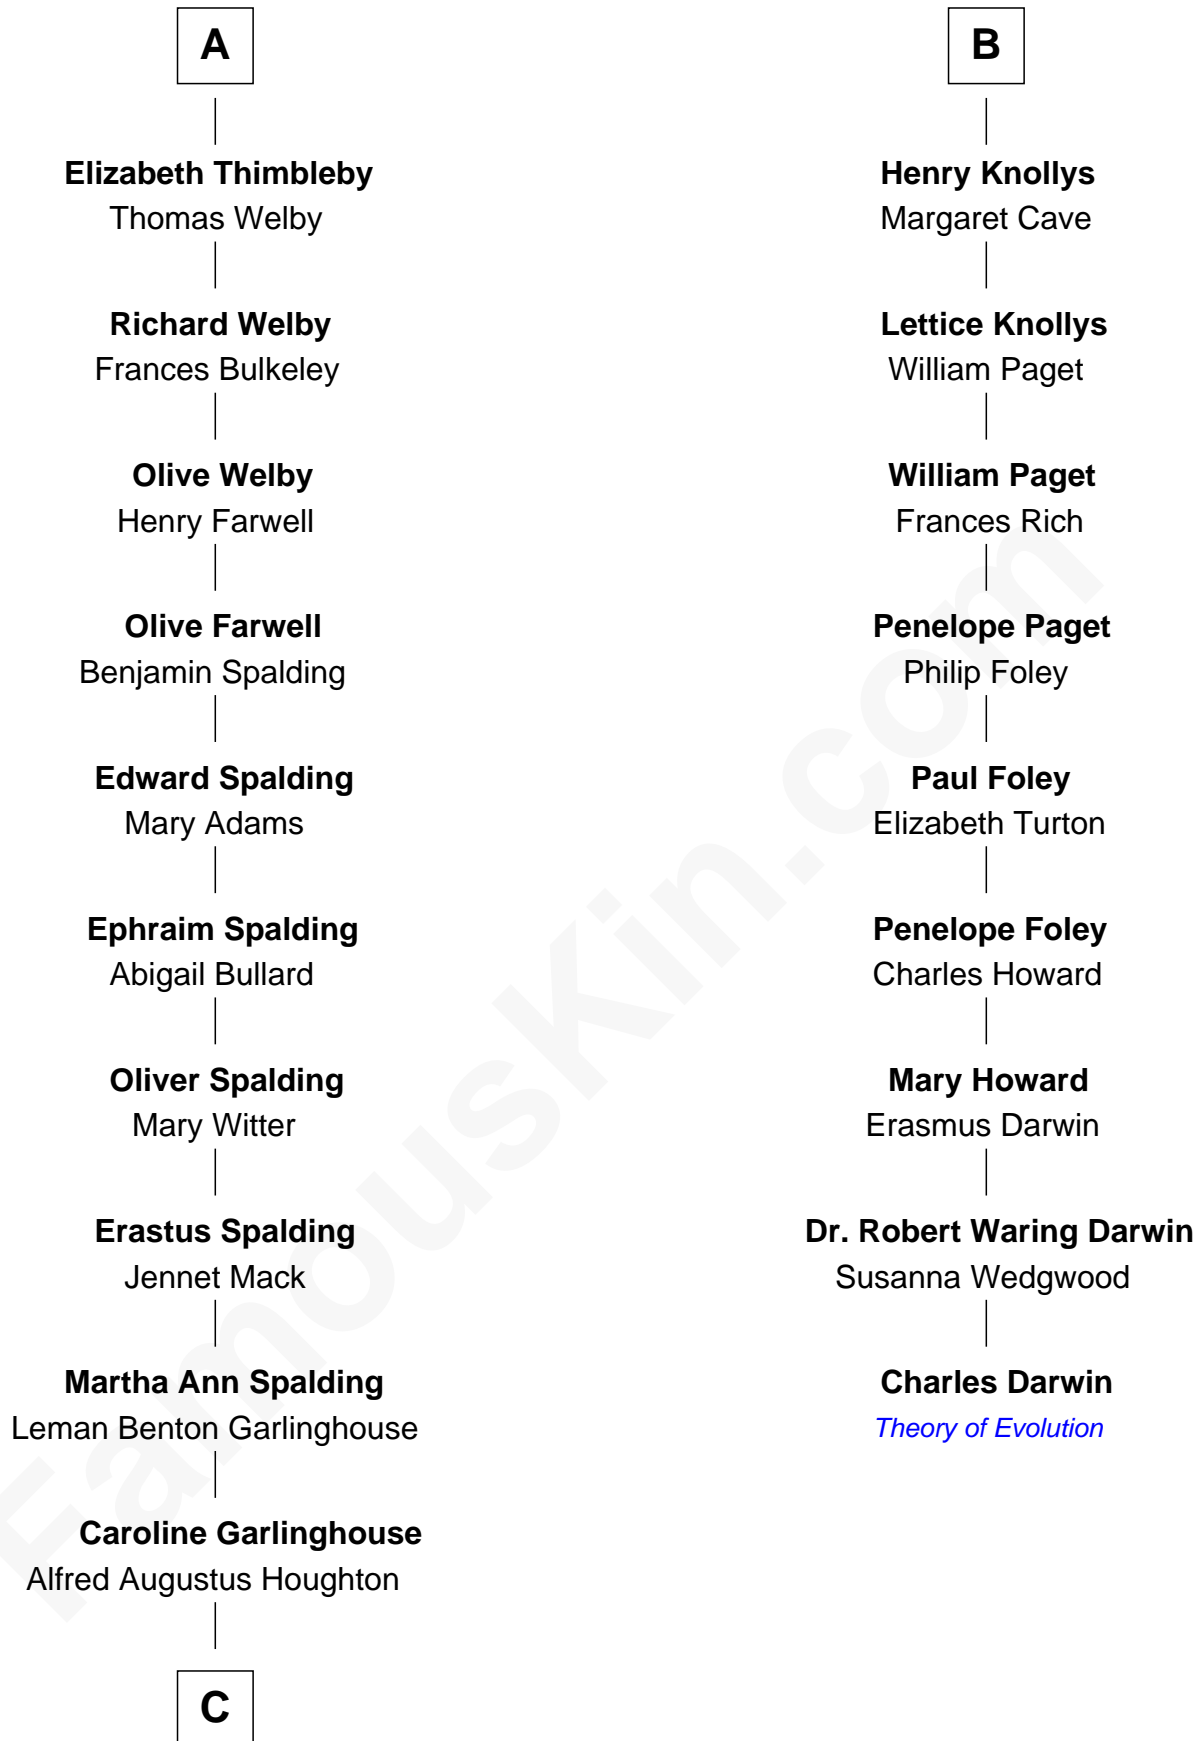 A
Elizabeth Thimbleby
Thomas Welby
Richard Welby
Frances Bulkeley
Olive Welby
Henry Farwell
Olive Farwell
Benjamin Spalding
Edward Spalding
Mary Adams
Ephraim Spalding
Abigail Bullard
Oliver Spalding
Mary Witter
Erastus Spalding
Jennet Mack
Martha Ann Spalding
Leman Benton Garlinghouse
Caroline Garlinghouse
Alfred Augustus Houghton
C
B
Henry Knollys
Margaret Cave
Lettice Knollys
William Paget
William Paget
Frances Rich
Penelope Paget
Philip Foley
Paul Foley
Elizabeth Turton
Penelope Foley
Charles Howard
Mary Howard
Erasmus Darwin
Dr. Robert Waring Darwin
Susanna Wedgwood
Charles Darwin
Theory of Evolution
FamousKin.com